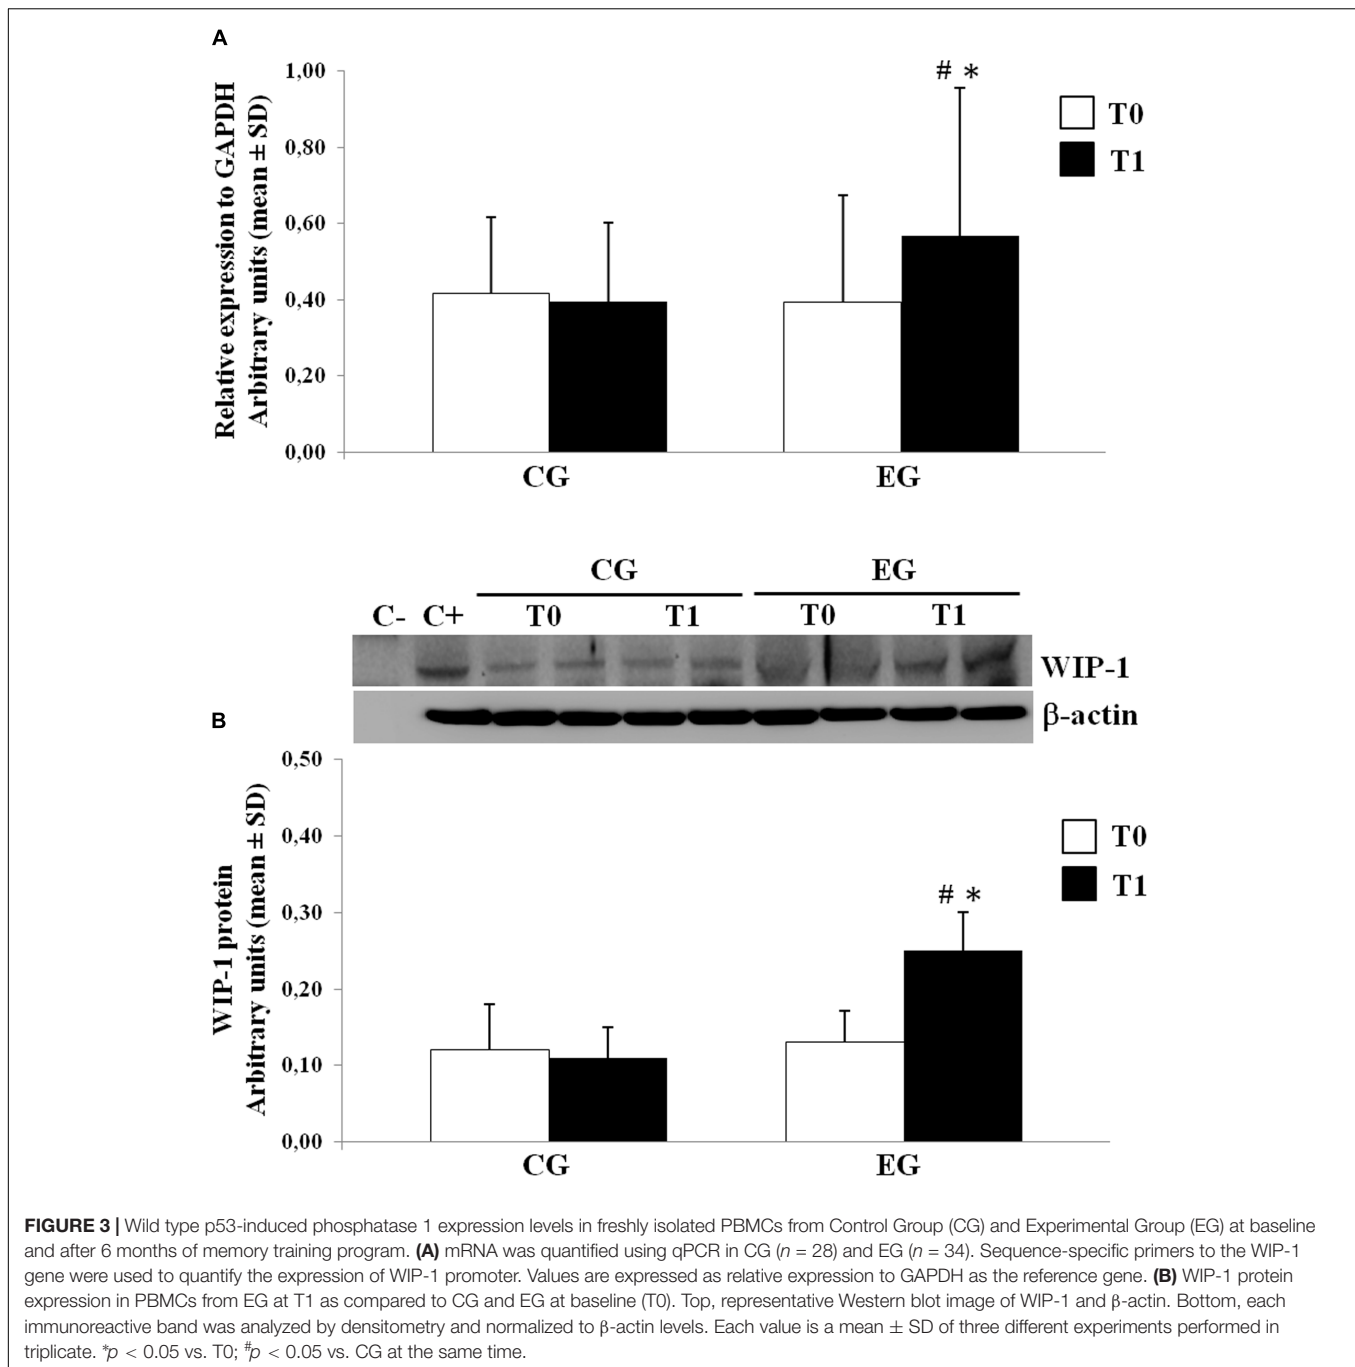 A
Relative expression to GAPDH
Arbitrary units (mean ± SD)
1,00
0,80
0,60
0,40
0,20
0,00
# *
T0
T1
CG
EG
CG
EG
C-
C+
T0
T1
T0
T1
WIP-1
β-actin
B
WIP-1 protein
Arbitrary units (mean ± SD)
0,50
0,40
0,30
0,20
0,10
0,00
# *
T0
T1
CG
EG
FIGURE 3 | Wild type p53-induced phosphatase 1 expression levels in freshly isolated PBMCs from Control Group (CG) and Experimental Group (EG) at baseline
and after 6 months of memory training program. (A) mRNA was quantified using qPCR in CG (n = 28) and EG (n = 34). Sequence-specific primers to the WIP-1
gene were used to quantify the expression of WIP-1 promoter. Values are expressed as relative expression to GAPDH as the reference gene. (B) WIP-1 protein
expression in PBMCs from EG at T1 as compared to CG and EG at baseline (T0). Top, representative Western blot image of WIP-1 and β-actin. Bottom, each
immunoreactive band was analyzed by densitometry and normalized to β-actin levels. Each value is a mean ± SD of three different experiments performed in
triplicate. *p < 0.05 vs. T0; #p < 0.05 vs. CG at the same time.